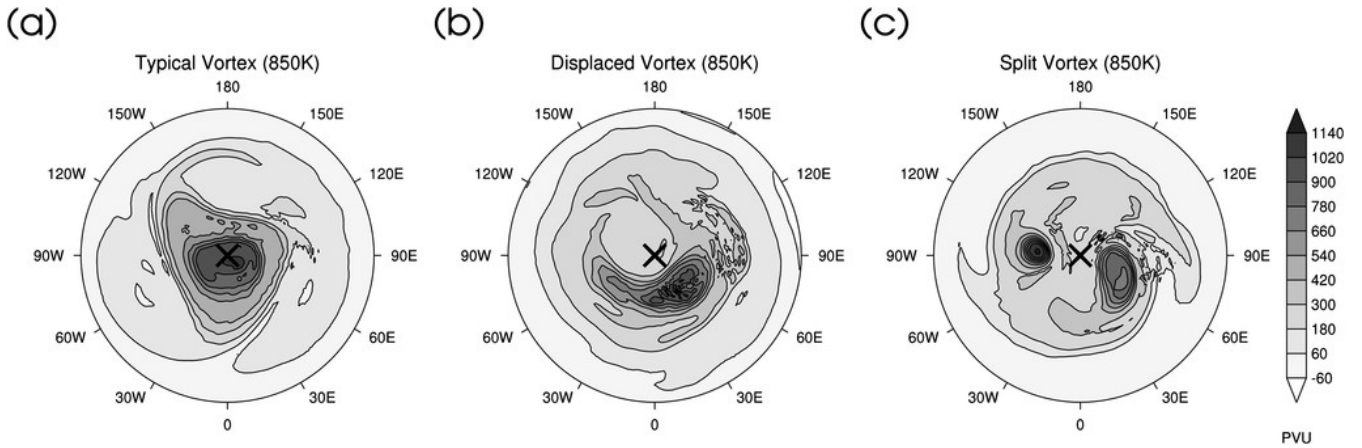 (a)
Typical Vortex (850K)
180
150W
150E
120W
120E
90W
90E
60W
60E
30W
30E
0
(b)
Displaced Vortex (850K)
180
150W
150E
120W
120E
90W
90E
60W
60E
30W
30E
0
(c)
Split Vortex (850K)
180
150W
150E
120W
120E
90W
90E
60W
60E
30W
30E
0
1140
1020
900
780
660
540
420
300
180
60
-60
PVU